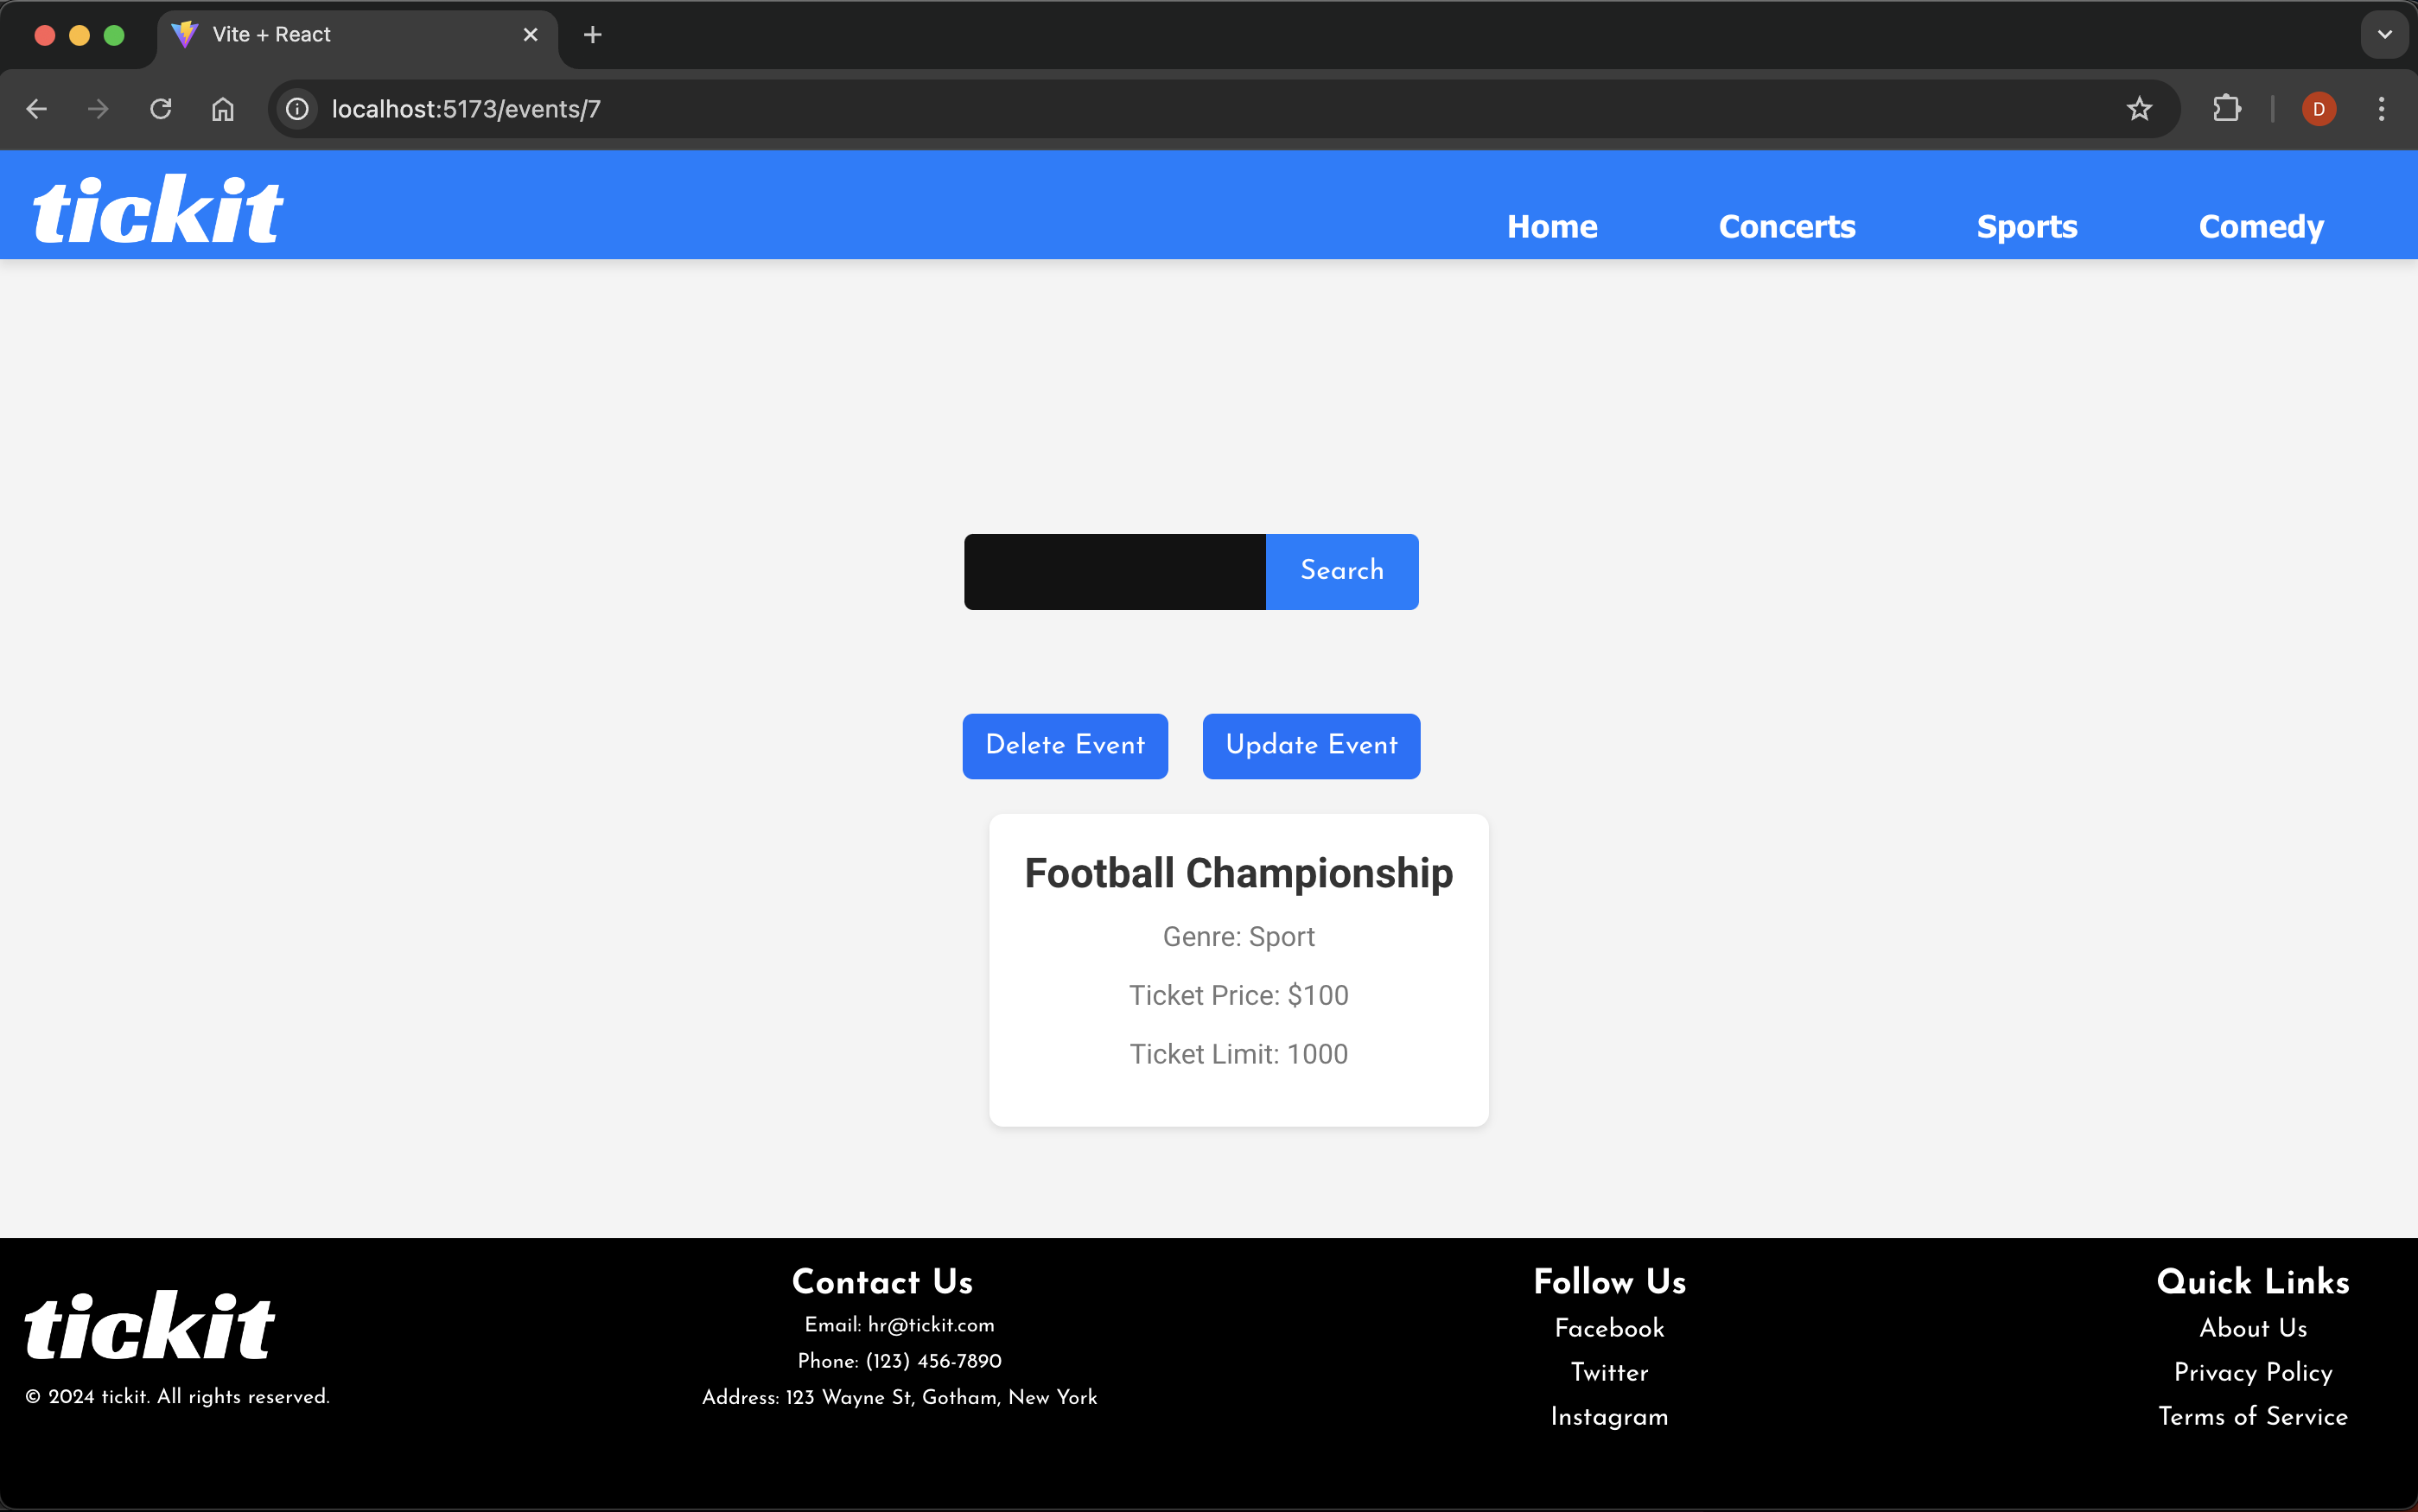 Vite + React
localhost:5173/events/7
D
tickit
Home Concerts Sports Comedy
Search
Delete Event Update Event
Football Championship
Genre: Sport
Ticket Price: $100
Ticket Limit: 1000
tickit
© 2024 tickit. All rights reserved.
Contact Us
Email: hr@tickit.com
Phone: (123) 456-7890
Address: 123 Wayne St, Gotham, New York
Follow Us
Facebook
Twitter
Instagram
Quick Links
About Us
Privacy Policy
Terms of Service